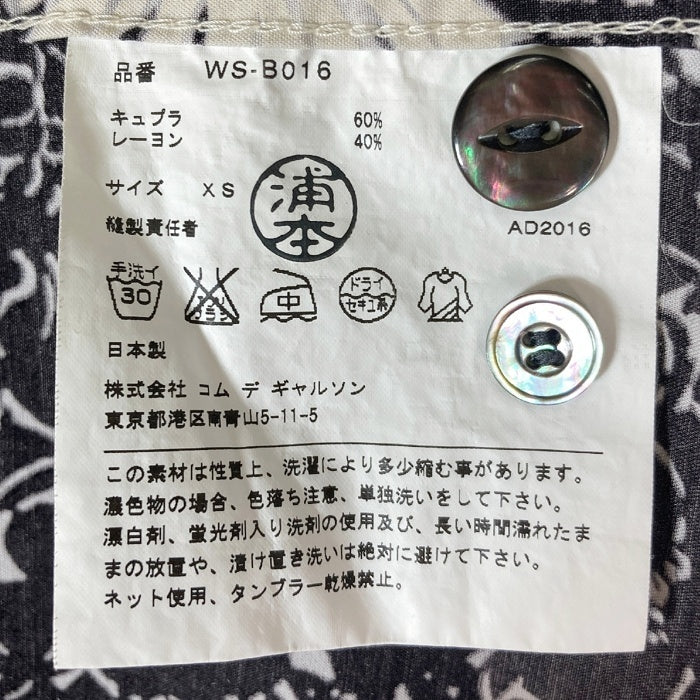 品番 WS-B016
キュプラ 60%
レーヨン 40%
サイズ XS
浦本
縫製責任者
AD2016
手洗イ
30
中
ドライ
セキユ系
日本製
株式会社 コム デ ギャルソン
東京都港区南青山5-11-5
この素材は性質上、洗濯により多少縮む事があります。
濃色物の場合、色落ち注意、単独洗いをして下さい。
漂白剤、蛍光剤入り洗剤の使用及び、長い時間濡れたま
まの放置や、漬け置き洗いは絶対に避けて下さい。
ネット使用、タンブラー乾燥禁止。